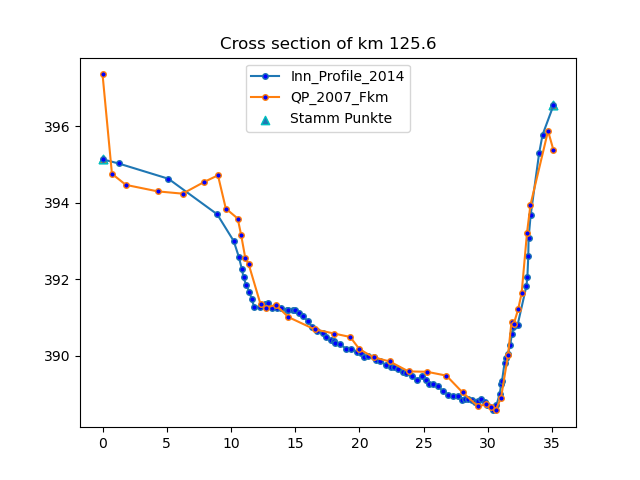 Cross section of km 125.6
Inn_Profile_2014
QP_2007_Fkm
Stamm Punkte
396
394
392
390
0 5 10 15 20 25 30 35